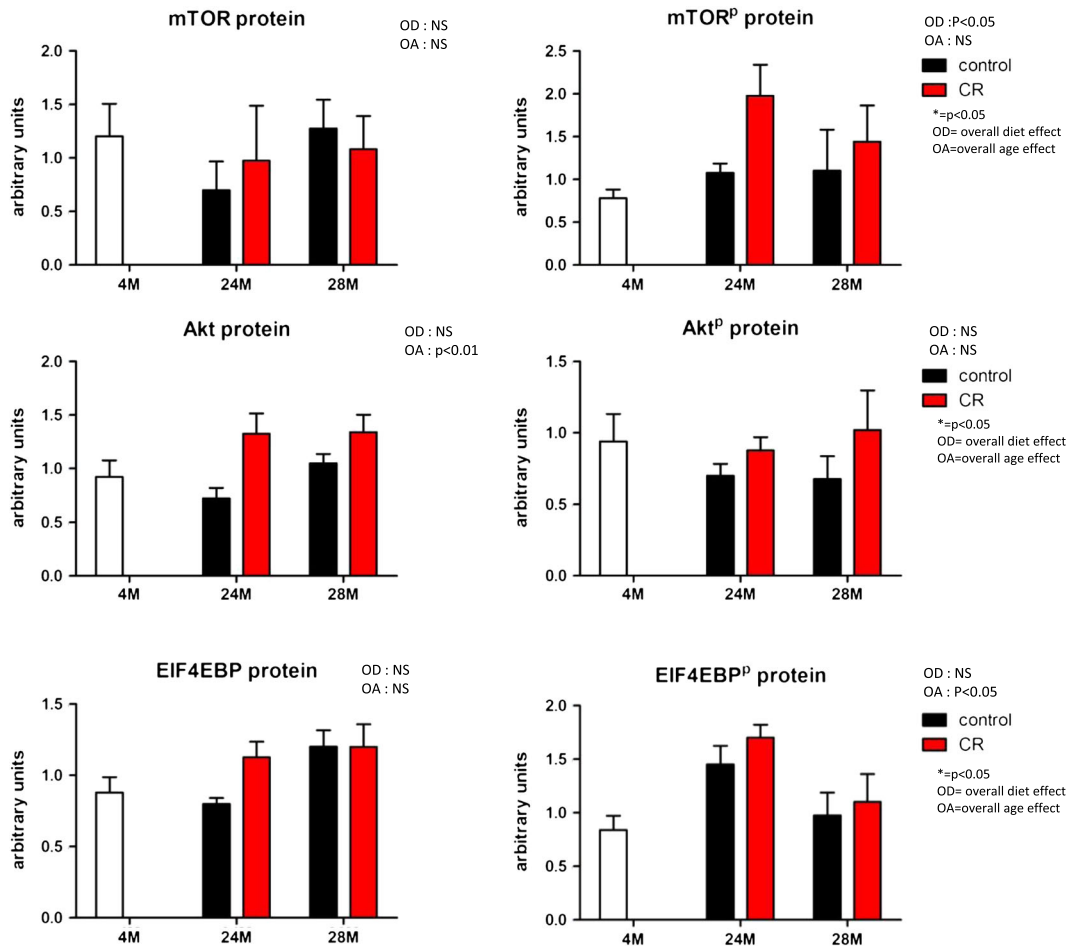 mTOR protein
OD : NS
OA : NS
arbitrary units
2.0
1.5
1.0
0.5
0.0
4M 24M 28M
mTORᵖ protein
OD :P<0.05
OA : NS
control
CR
*=p<0.05
OD= overall diet effect
OA=overall age effect
arbitrary units
2.5
2.0
1.5
1.0
0.5
0.0
4M 24M 28M
Akt protein
OD : NS
OA : p<0.01
arbitrary units
2.0
1.5
1.0
0.5
0.0
4M 24M 28M
Aktᵖ protein
OD : NS
OA : NS
control
CR
*=p<0.05
OD= overall diet effect
OA=overall age effect
arbitrary units
1.5
1.0
0.5
0.0
4M 24M 28M
EIF4EBP protein
OD : NS
OA : NS
arbitrary units
1.5
1.0
0.5
0.0
4M 24M 28M
EIF4EBPᵖ protein
OD : NS
OA : P<0.05
control
CR
*=p<0.05
OD= overall diet effect
OA=overall age effect
arbitrary units
2.0
1.5
1.0
0.5
0.0
4M 24M 28M